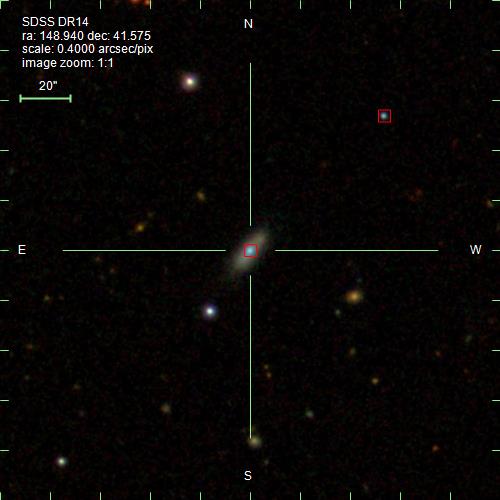 SDSS DR14
ra: 148.940 dec: 41.575
scale: 0.4000 arcsec/pix
image zoom: 1:1
20"
N
E
W
S